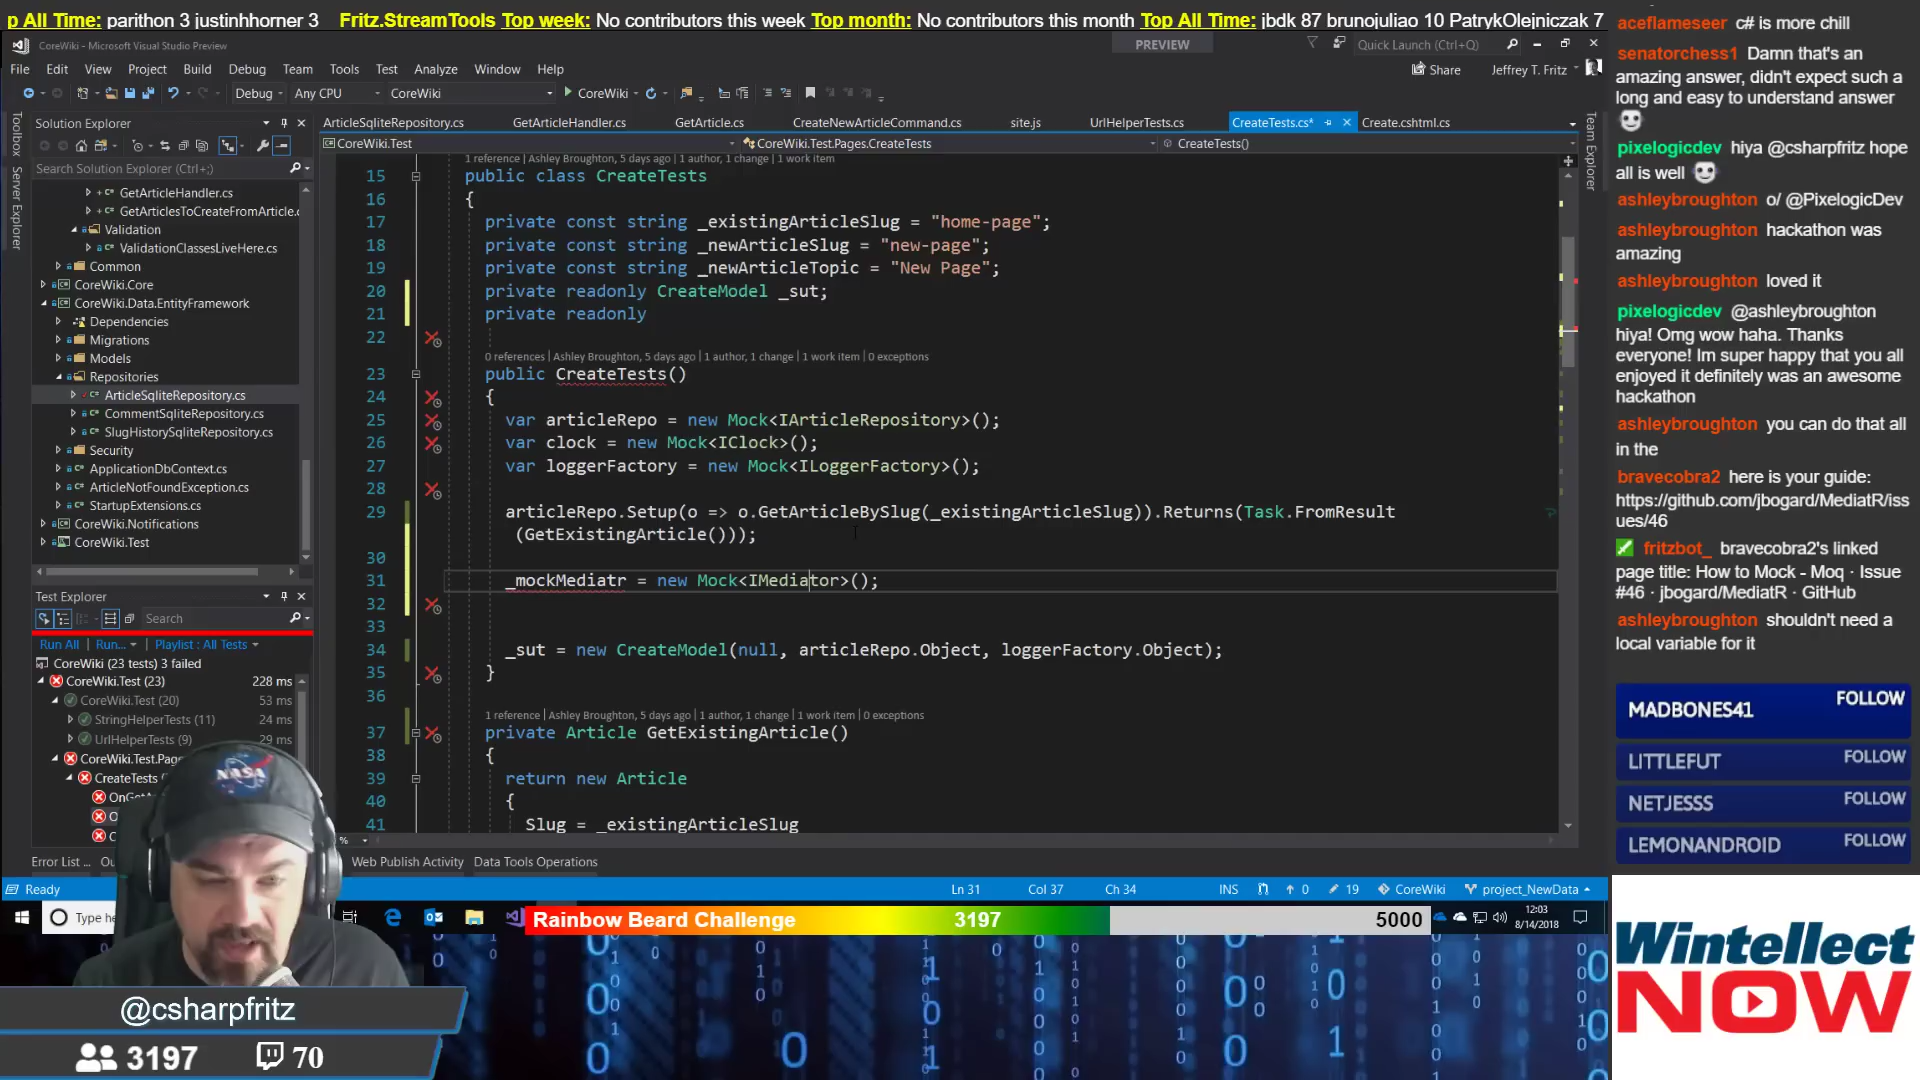 p All Time: parithon 3 justinhhorner 3 Fritz.StreamTools Top week: No contributors this week Top month: No contributors this month Top All Time: jbdk 87 brunojuliao 10 PatrykOlejniczak 7
CoreWiki - Microsoft Visual Studio Preview
PREVIEW
Quick Launch (Ctrl+Q)
File Edit View Project Build Debug Team Tools Test Analyze Window Help
Share Jeffrey T. Fritz
Debug Any CPU CoreWiki CoreWiki
Toolbox
Server Explorer
Team Explorer
Solution Explorer
Search Solution Explorer (Ctrl+;)
GetArticleHandler.cs
GetArticlesToCreateFromArticle.c
Validation
ValidationClassesLiveHere.cs
Common
CoreWiki.Core
CoreWiki.Data.EntityFramework
Dependencies
Migrations
Models
Repositories
ArticleSqliteRepository.cs
CommentSqliteRepository.cs
SlugHistorySqliteRepository.cs
Security
ApplicationDbContext.cs
ArticleNotFoundException.cs
StartupExtensions.cs
CoreWiki.Notifications
CoreWiki.Test
Test Explorer
Search
Run All Run... Playlist : All Tests
CoreWiki (23 tests) 3 failed
CoreWiki.Test (23) 228 ms
CoreWiki.Test (20) 53 ms
StringHelperTests (11) 24 ms
UrlHelperTests (9) 29 ms
CoreWiki.Test.Pag
CreateTests (
OnGetA
O
C
ArticleSqliteRepository.cs GetArticleHandler.cs GetArticle.cs CreateNewArticleCommand.cs site.js UrlHelperTests.cs CreateTests.cs* Create.cshtml.cs
CoreWiki.Test CoreWiki.Test.Pages.CreateTests CreateTests()
1 reference | Ashley Broughton, 5 days ago | 1 author, 1 change | 1 work item
15 public class CreateTests
16 {
17 private const string _existingArticleSlug = "home-page";
18 private const string _newArticleSlug = "new-page";
19 private const string _newArticleTopic = "New Page";
20 private readonly CreateModel _sut;
21 private readonly
22
0 references | Ashley Broughton, 5 days ago | 1 author, 1 change | 1 work item | 0 exceptions
23 public CreateTests()
24 {
25 var articleRepo = new Mock<IArticleRepository>();
26 var clock = new Mock<IClock>();
27 var loggerFactory = new Mock<ILoggerFactory>();
28
29 articleRepo.Setup(o => o.GetArticleBySlug(_existingArticleSlug)).Returns(Task.FromResult
(GetExistingArticle()));
30
31 _mockMediatr = new Mock<IMediator>();
32
33
34 _sut = new CreateModel(null, articleRepo.Object, loggerFactory.Object);
35 }
36
1 reference | Ashley Broughton, 5 days ago | 1 author, 1 change | 1 work item | 0 exceptions
37 private Article GetExistingArticle()
38 {
39 return new Article
40 {
41 Slug = _existingArticleSlug
%
Error List ... Ou Web Publish Activity Data Tools Operations
Ready Ln 31 Col 37 Ch 34 INS 0 19 CoreWiki project_NewData
Type he
12:03
8/14/2018
Rainbow Beard Challenge 3197 5000
NASA
@csharpfritz
3197 70
aceflameseer c# is more chill
senatorchess1 Damn that's an
amazing answer, didn't expect such a
long and easy to understand answer
pixelogicdev hiya @csharpfritz hope
all is well
ashleybroughton o/ @PixelogicDev
ashleybroughton hackathon was
amazing
ashleybroughton loved it
pixelogicdev @ashleybroughton
hiya! Omg wow haha. Thanks
everyone! Im super happy that you all
enjoyed it definitely was an awesome
hackathon
ashleybroughton you can do that all
in the
bravecobra2 here is your guide:
https://github.com/jbogard/MediatR/iss
ues/46
fritzbot_ bravecobra2's linked
page title: How to Mock - Moq · Issue
#46 · jbogard/MediatR · GitHub
ashleybroughton shouldn't need a
local variable for it
MADBONES41 FOLLOW
LITTLEFUT FOLLOW
NETJESSS FOLLOW
LEMONANDROID FOLLOW
Wintellect
NOW